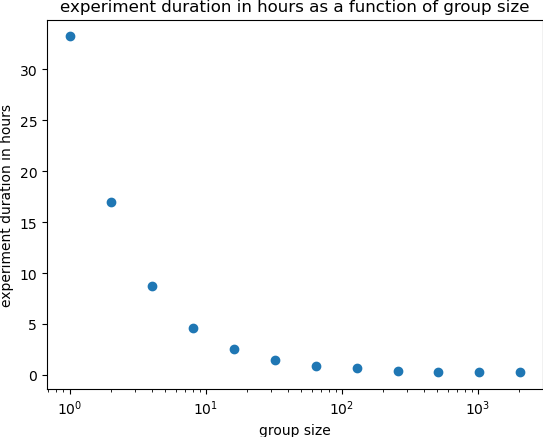 experiment duration in hours as a function of group size
experiment duration in hours
30
25
20
15
10
5
0
10⁰ 10¹ 10² 10³
group size